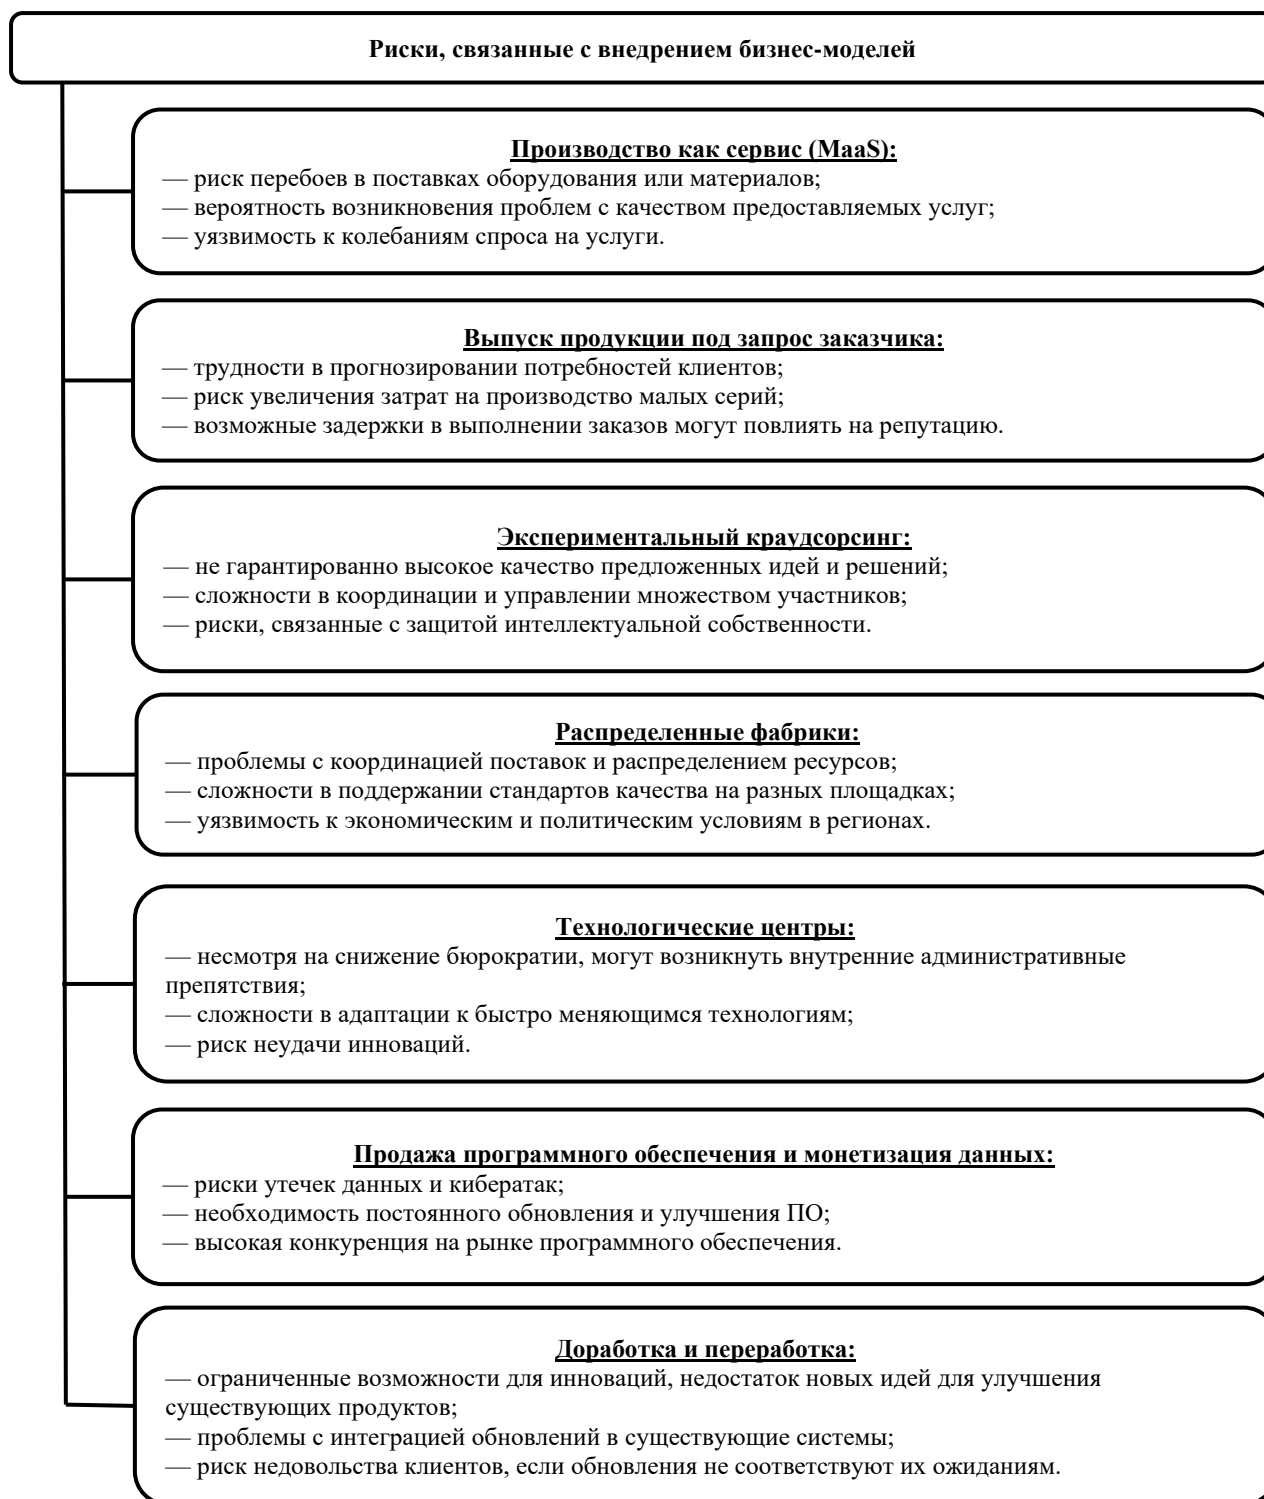 Риски, связанные с внедрением бизнес-моделей
Производство как сервис (MaaS):
— риск перебоев в поставках оборудования или материалов;
— вероятность возникновения проблем с качеством предоставляемых услуг;
— уязвимость к колебаниям спроса на услуги.
Выпуск продукции под запрос заказчика:
— трудности в прогнозировании потребностей клиентов;
— риск увеличения затрат на производство малых серий;
— возможные задержки в выполнении заказов могут повлиять на репутацию.
Экспериментальный краудсорсинг:
— не гарантированно высокое качество предложенных идей и решений;
— сложности в координации и управлении множеством участников;
— риски, связанные с защитой интеллектуальной собственности.
Распределенные фабрики:
— проблемы с координацией поставок и распределением ресурсов;
— сложности в поддержании стандартов качества на разных площадках;
— уязвимость к экономическим и политическим условиям в регионах.
Технологические центры:
— несмотря на снижение бюрократии, могут возникнуть внутренние административные
препятствия;
— сложности в адаптации к быстро меняющимся технологиям;
— риск неудачи инноваций.
Продажа программного обеспечения и монетизация данных:
— риски утечек данных и кибератак;
— необходимость постоянного обновления и улучшения ПО;
— высокая конкуренция на рынке программного обеспечения.
Доработка и переработка:
— ограниченные возможности для инноваций, недостаток новых идей для улучшения
существующих продуктов;
— проблемы с интеграцией обновлений в существующие системы;
— риск недовольства клиентов, если обновления не соответствуют их ожиданиям.